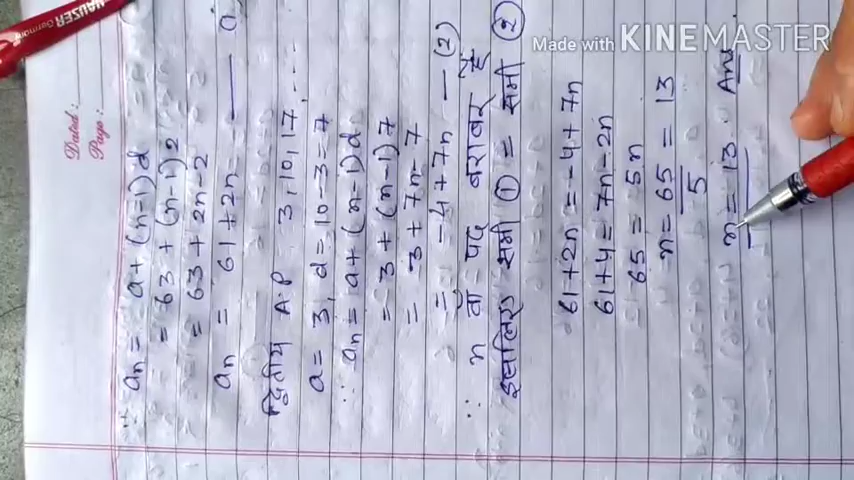 Dated:
Page:
∵ an = a+(n-1)d
= 63+(n-1)2
= 63+2n-2
an = 61+2n
द्वितीय A.P 3,10,17....
a=3, d=10-3=7
∴ an = a+(n-1)d
= 3+(n-1)7
= 3+7n-7
= -4+7n —(2)
∴ n वाँ पद बराबर हैं
इसलिए समी ① = समी ②
61+2n = -4+7n
61+4 = 7n-2n
65 = 5n
n = 65/5 = 13
n = 13 Ans
HAUSER
Germany
Made with KINEMASTER